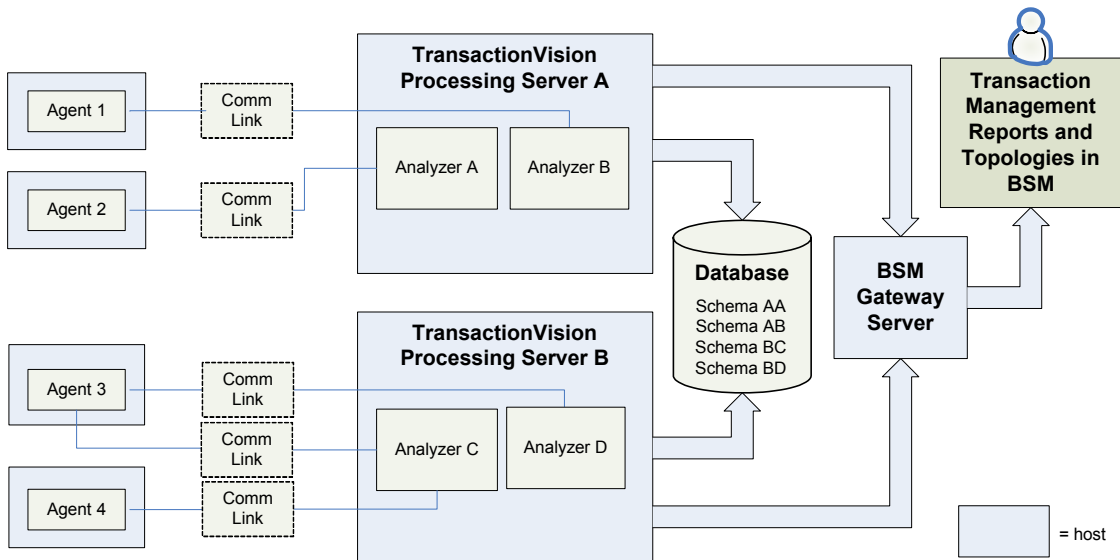 TransactionVision
Processing Server A
Agent 1
Comm
Link
Analyzer A
Analyzer B
Agent 2
Comm
Link
Transaction
Management
Reports and
Topologies in
BSM
Database
Schema AA
Schema AB
Schema BC
Schema BD
BSM
Gateway
Server
TransactionVision
Processing Server B
Agent 3
Comm
Link
Comm
Link
Analyzer C
Analyzer D
Agent 4
Comm
Link
= host